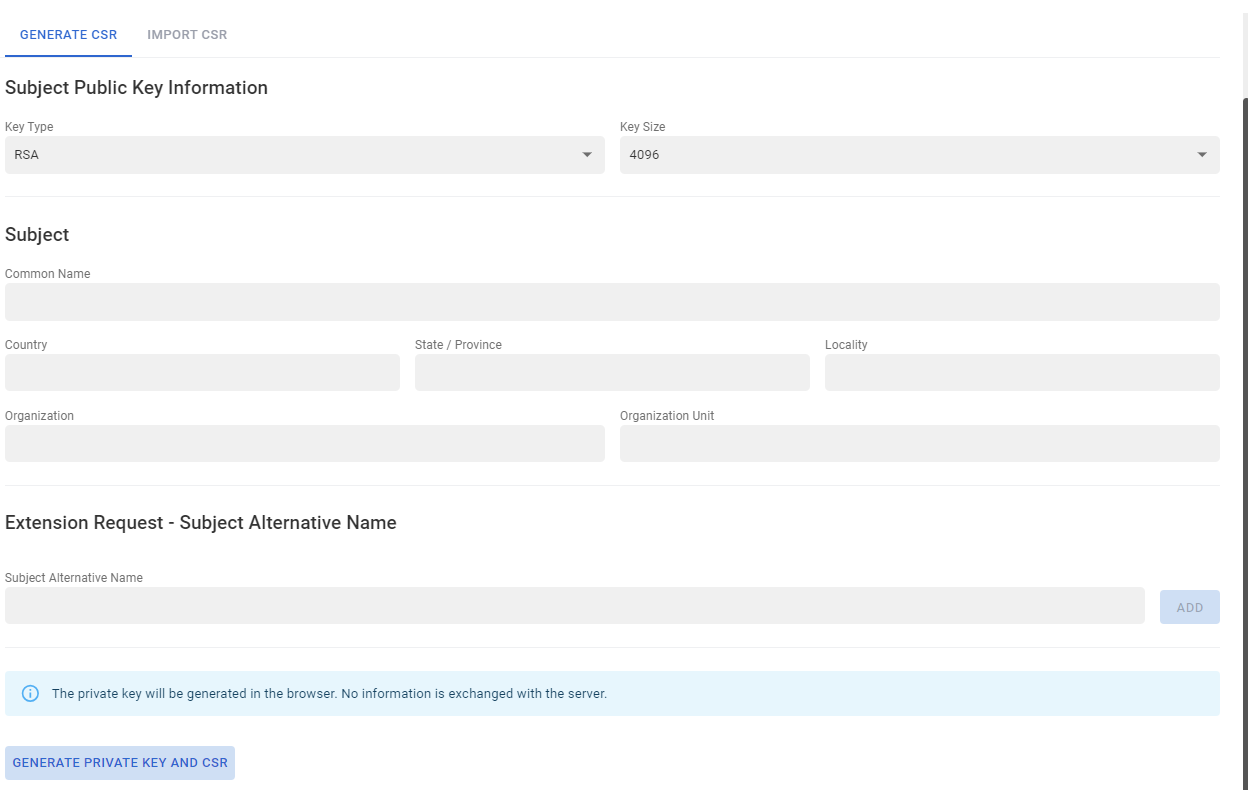 GENERATE CSR IMPORT CSR
Subject Public Key Information
Key Type Key Size
RSA 4096
Subject
Common Name
Country State / Province Locality
Organization Organization Unit
Extension Request - Subject Alternative Name
Subject Alternative Name
ADD
The private key will be generated in the browser. No information is exchanged with the server.
GENERATE PRIVATE KEY AND CSR